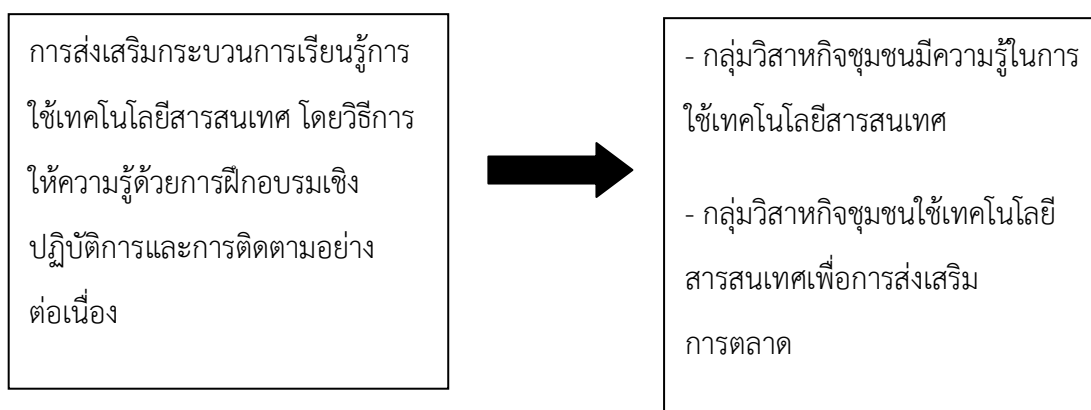 การส่งเสริมกระบวนการเรียนรู้การ
ใช้เทคโนโลยีสารสนเทศ โดยวิธีการ
ให้ความรู้ด้วยการฝึกอบรมเชิง
ปฏิบัติการและการติดตามอย่าง
ต่อเนื่อง
- กลุ่มวิสาหกิจชุมชนมีความรู้ในการ
ใช้เทคโนโลยีสารสนเทศ
- กลุ่มวิสาหกิจชุมชนใช้เทคโนโลยี
สารสนเทศเพื่อการส่งเสริม
การตลาด